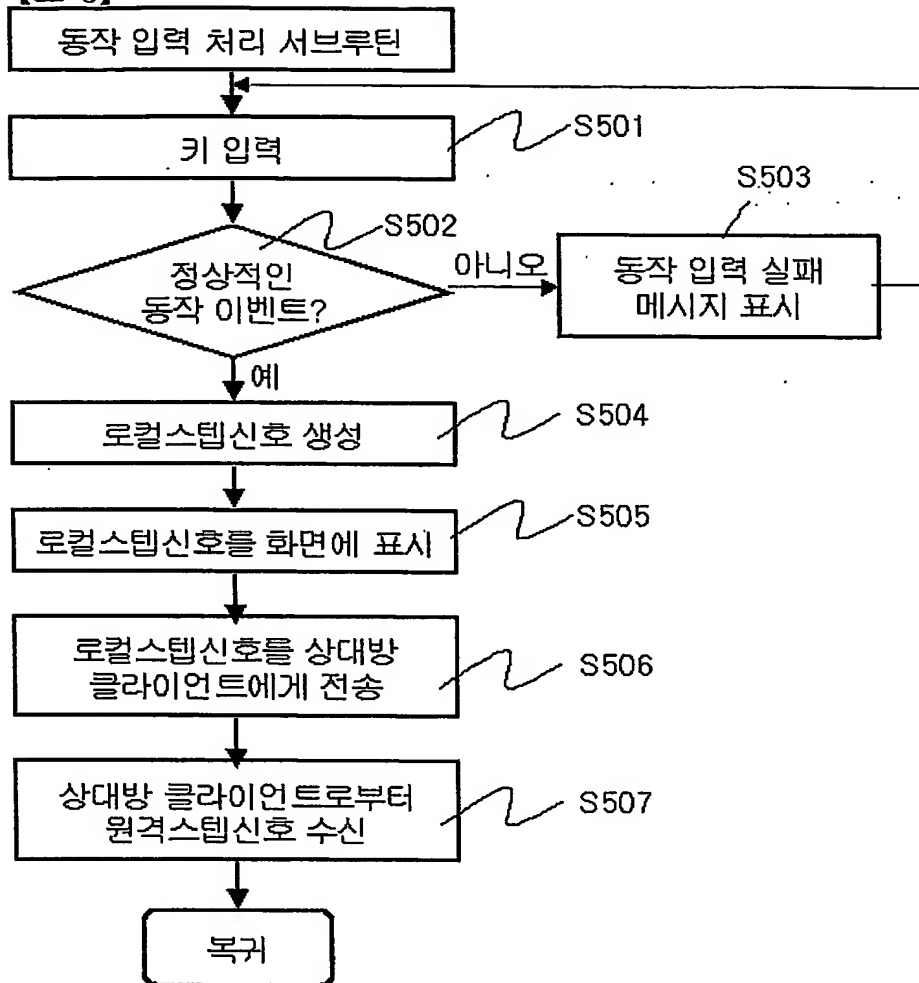 동작 입력 처리 서브루틴
키 입력
S501
S503
S502
정상적인
동작 이벤트?
아니오
동작 입력 실패
메시지 표시
예
로컬스텝신호 생성
S504
로컬스텝신호를 화면에 표시
S505
로컬스텝신호를 상대방
클라이언트에게 전송
S506
상대방 클라이언트로부터
원격스텝신호 수신
S507
복귀